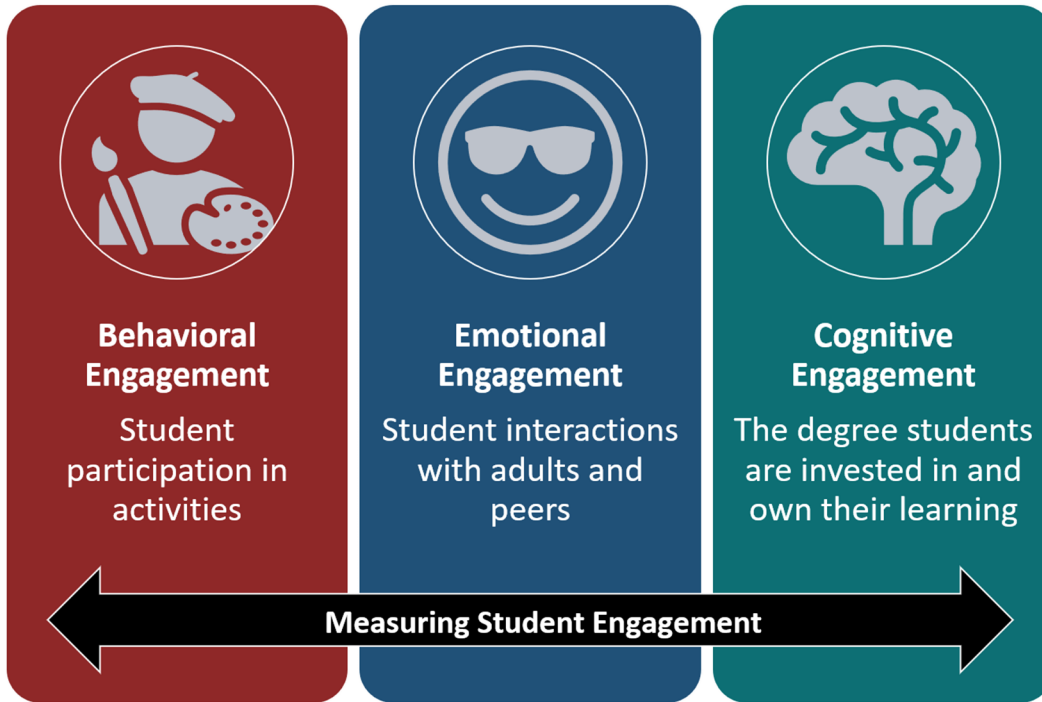 Behavioral
Engagement
Student
participation in
activities
Emotional
Engagement
Student interactions
with adults and
peers
Cognitive
Engagement
The degree students
are invested in and
own their learning
Measuring Student Engagement